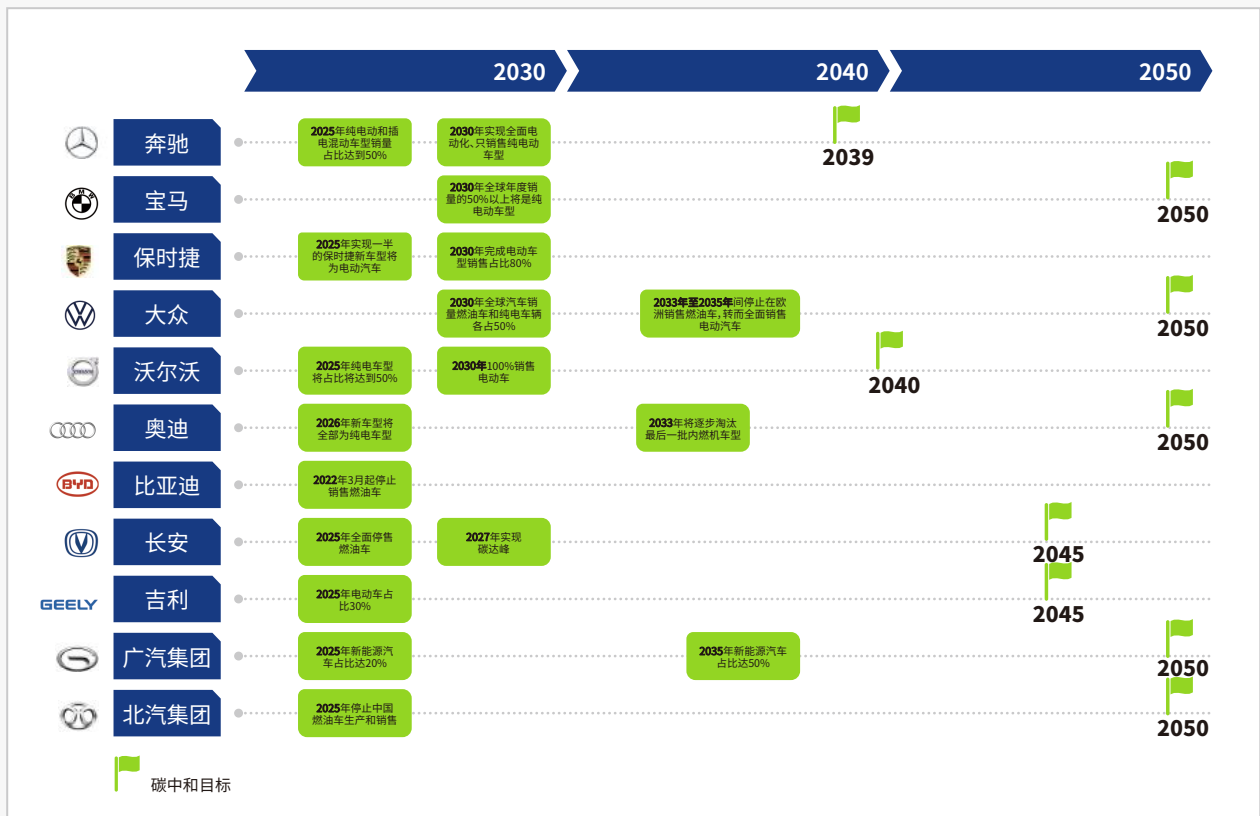 2030
2040
2050
奔驰
2025年纯电动和插
电混动车型销量
占比达到50%
2030年实现全面电
动化、只销售纯电动
车型
2039
BMW
宝马
2030年全球年度销
量的50%以上将是纯
电动车型
2050
保时捷
2025年实现一半
的保时捷新车型将
为电动汽车
2030年完成电动车
型销售占比80%
大众
2030年全球汽车销
量燃油车和纯电车辆
各占50%
2033年至2035年间停止在欧
洲销售燃油车,转而全面销售
电动汽车
2050
沃尔沃
2025年纯电车型
将占比将达到50%
2030年100%销售
电动车
2040
奥迪
2026年新车型将
全部为纯电车型
2033年将逐步淘汰
最后一批内燃机车型
2050
BYD
比亚迪
2022年3月起停止
销售燃油车
长安
2025年全面停售
燃油车
2027年实现
碳达峰
2045
GEELY
吉利
2025年电动车占
比30%
2045
广汽集团
2025年新能源汽
车占比达20%
2035年新能源汽车
占比达50%
2050
北汽集团
2025年停止中国
燃油车生产和销售
2050
碳中和目标